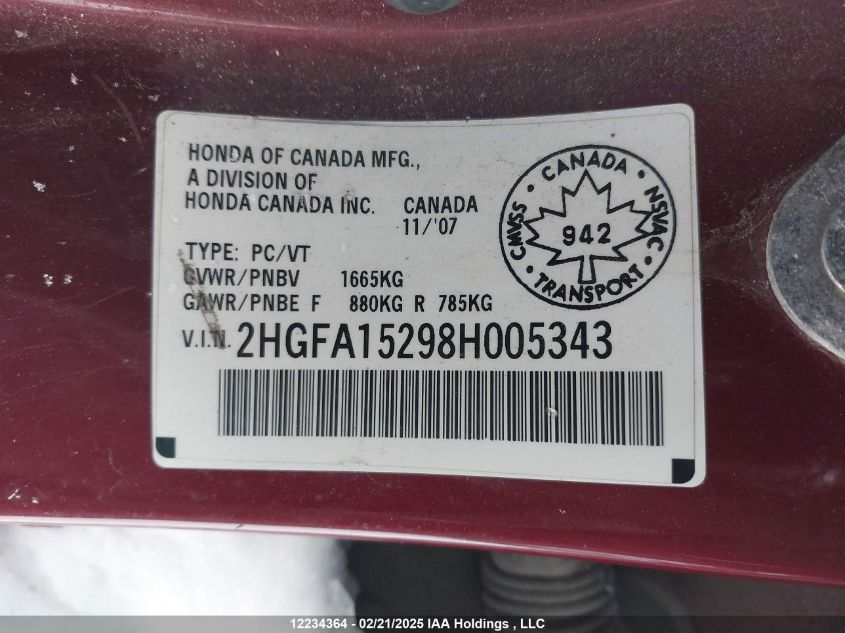 HONDA OF CANADA MFG.,
A DIVISION OF
HONDA CANADA INC. CANADA
11/'07
TYPE: PC/VT
GVWR/PNBV 1665KG
GAWR/PNBE F 880KG R 785KG
V.I.N. 2HGFA15298H005343
CANADA
CMVSS
NSVAC
942
TRANSPORT
12234364 - 02/21/2025 IAA Holdings , LLC